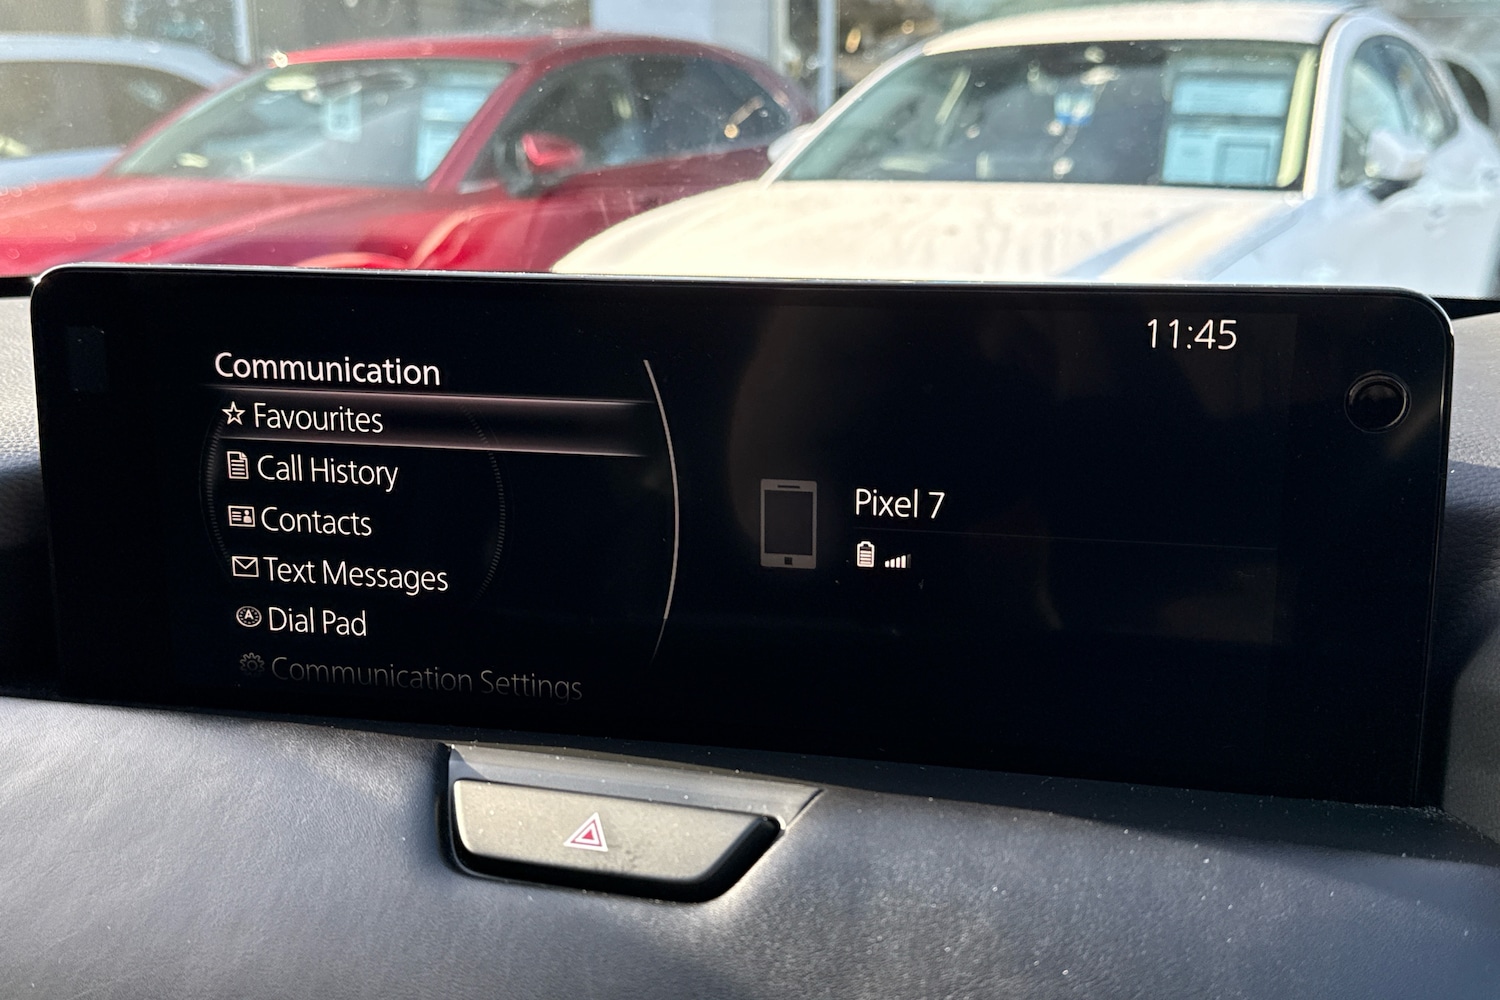 11:45
Communication
Favourites
Call History
Contacts
Text Messages
Dial Pad
Communication Settings
Pixel 7